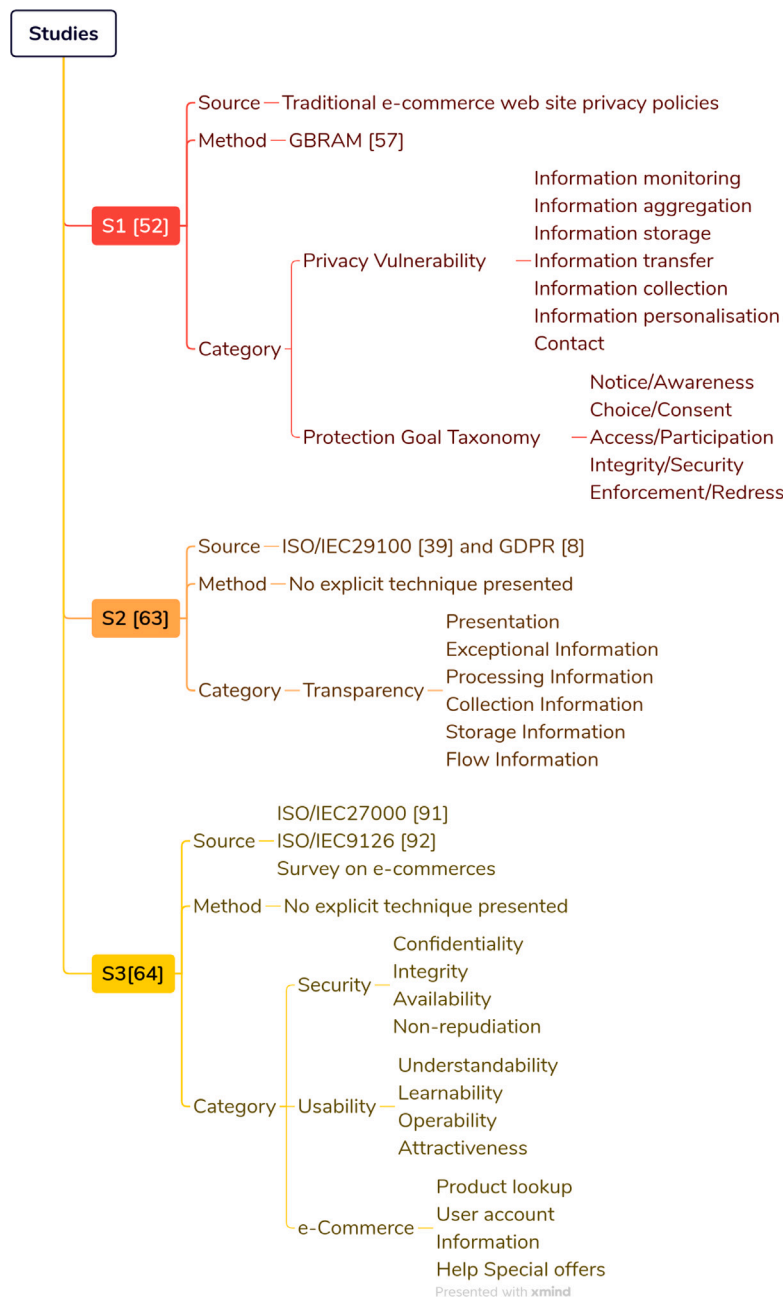 Studies
Source
Traditional e-commerce web site privacy policies
Method
GBRAM [57]
S1 [52]
Category
Privacy Vulnerability
Information monitoring
Information aggregation
Information storage
Information transfer
Information collection
Information personalisation
Contact
Protection Goal Taxonomy
Notice/Awareness
Choice/Consent
Access/Participation
Integrity/Security
Enforcement/Redress
S2 [63]
Source
ISO/IEC29100 [39] and GDPR [8]
Method
No explicit technique presented
Category
Transparency
Presentation
Exceptional Information
Processing Information
Collection Information
Storage Information
Flow Information
S3[64]
Source
ISO/IEC27000 [91]
ISO/IEC9126 [92]
Survey on e-commerces
Method
No explicit technique presented
Category
Security
Confidentiality
Integrity
Availability
Non-repudiation
Usability
Understandability
Learnability
Operability
Attractiveness
e-Commerce
Product lookup
User account
Information
Help Special offers
Presented with xmind